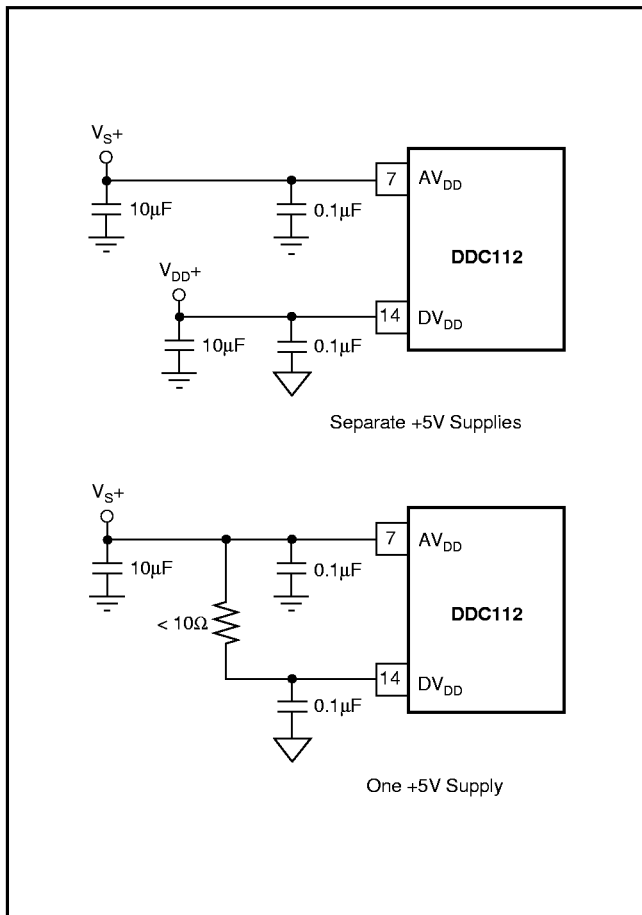 V_S+
7 AV_DD
10µF 0.1µF
DDC112
V_DD+
14 DV_DD
10µF 0.1µF
Separate +5V Supplies
V_S+
7 AV_DD
10µF 0.1µF
< 10Ω
DDC112
14 DV_DD
0.1µF
One +5V Supply